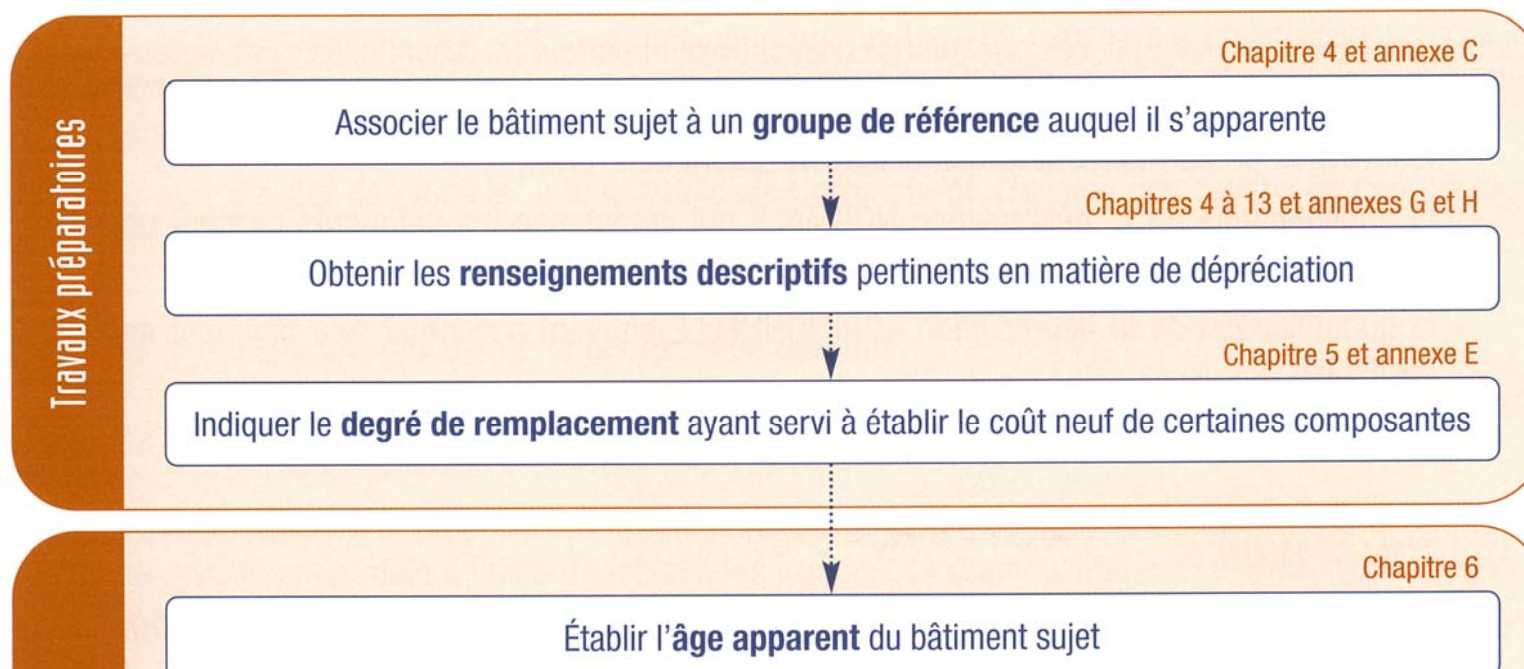 Travaux préparatoires
Chapitre 4 et annexe C
Associer le bâtiment sujet à un groupe de référence auquel il s'apparente
Chapitres 4 à 13 et annexes G et H
Obtenir les renseignements descriptifs pertinents en matière de dépréciation
Chapitre 5 et annexe E
Indiquer le degré de remplacement ayant servi à établir le coût neuf de certaines composantes
Chapitre 6
Établir l'âge apparent du bâtiment sujet